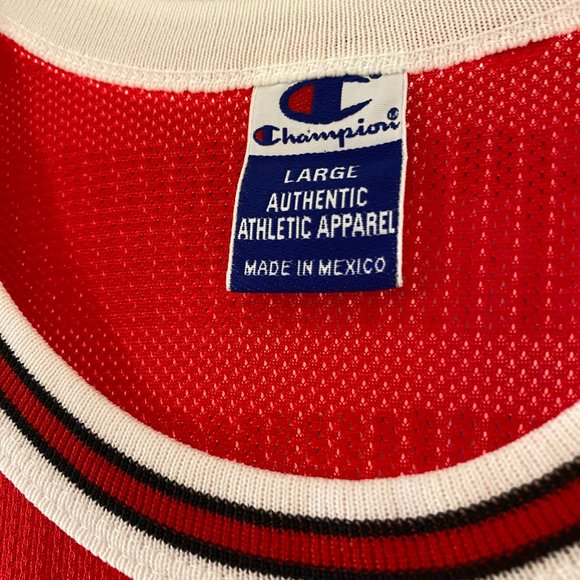 Champion
LARGE
AUTHENTIC
ATHLETIC APPAREL
MADE IN MEXICO